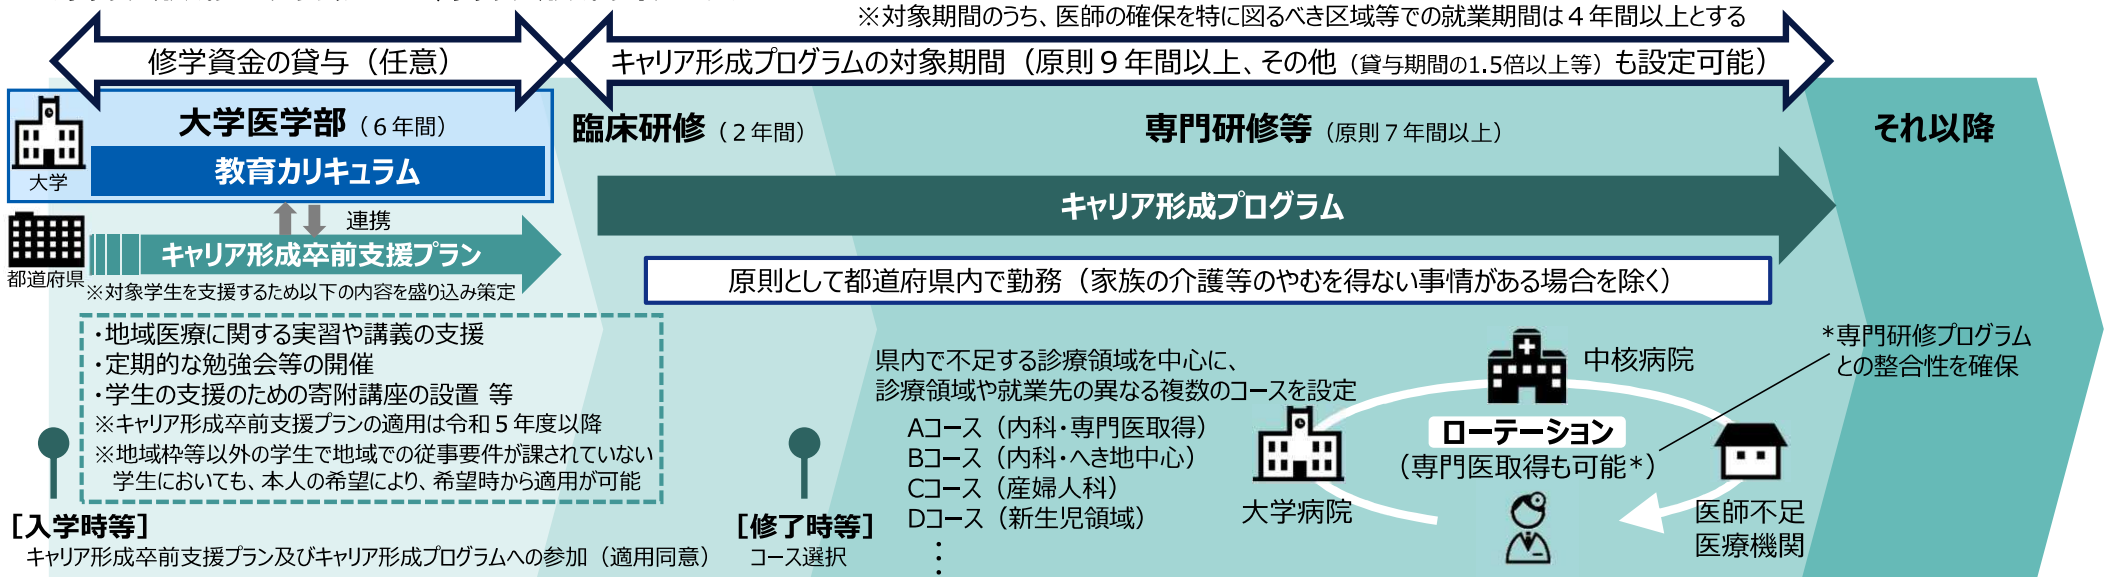 ※対象期間のうち、医師の確保を特に図るべき区域等での就業期間は４年間以上とする
修学資金の貸与（任意）
キャリア形成プログラムの対象期間（原則９年間以上、その他（貸与期間の1.5倍以上等）も設定可能）
大学医学部（６年間）
臨床研修（２年間）
専門研修等（原則７年間以上）
それ以降
教育カリキュラム
大学
キャリア形成プログラム
連携
キャリア形成卒前支援プラン
都道府県
※対象学生を支援するため以下の内容を盛り込み策定
原則として都道府県内で勤務（家族の介護等のやむを得ない事情がある場合を除く）
・地域医療に関する実習や講義の支援
・定期的な勉強会等の開催
・学生の支援のための寄附講座の設置 等
※キャリア形成卒前支援プランの適用は令和５年度以降
※地域枠等以外の学生で地域での従事要件が課されていない
学生においても、本人の希望により、希望時から適用が可能
県内で不足する診療領域を中心に、
診療領域や就業先の異なる複数のコースを設定
Aコース（内科・専門医取得）
Bコース（内科・へき地中心）
Cコース（産婦人科）
Dコース（新生児領域）
・
・
・
中核病院
*専門研修プログラム
との整合性を確保
ローテーション
（専門医取得も可能*）
大学病院
医師不足
医療機関
［入学時等］
キャリア形成卒前支援プラン及びキャリア形成プログラムへの参加（適用同意）
［修了時等］
コース選択